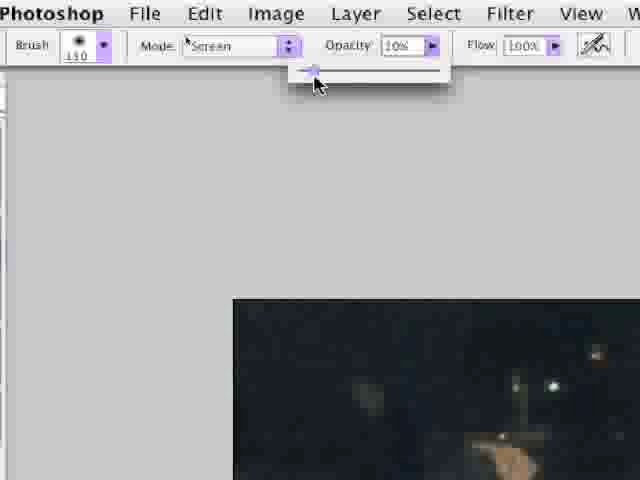 Photoshop File Edit Image Layer Select Filter View W
Brush 150 Mode: Screen Opacity: 10% Flow: 100%